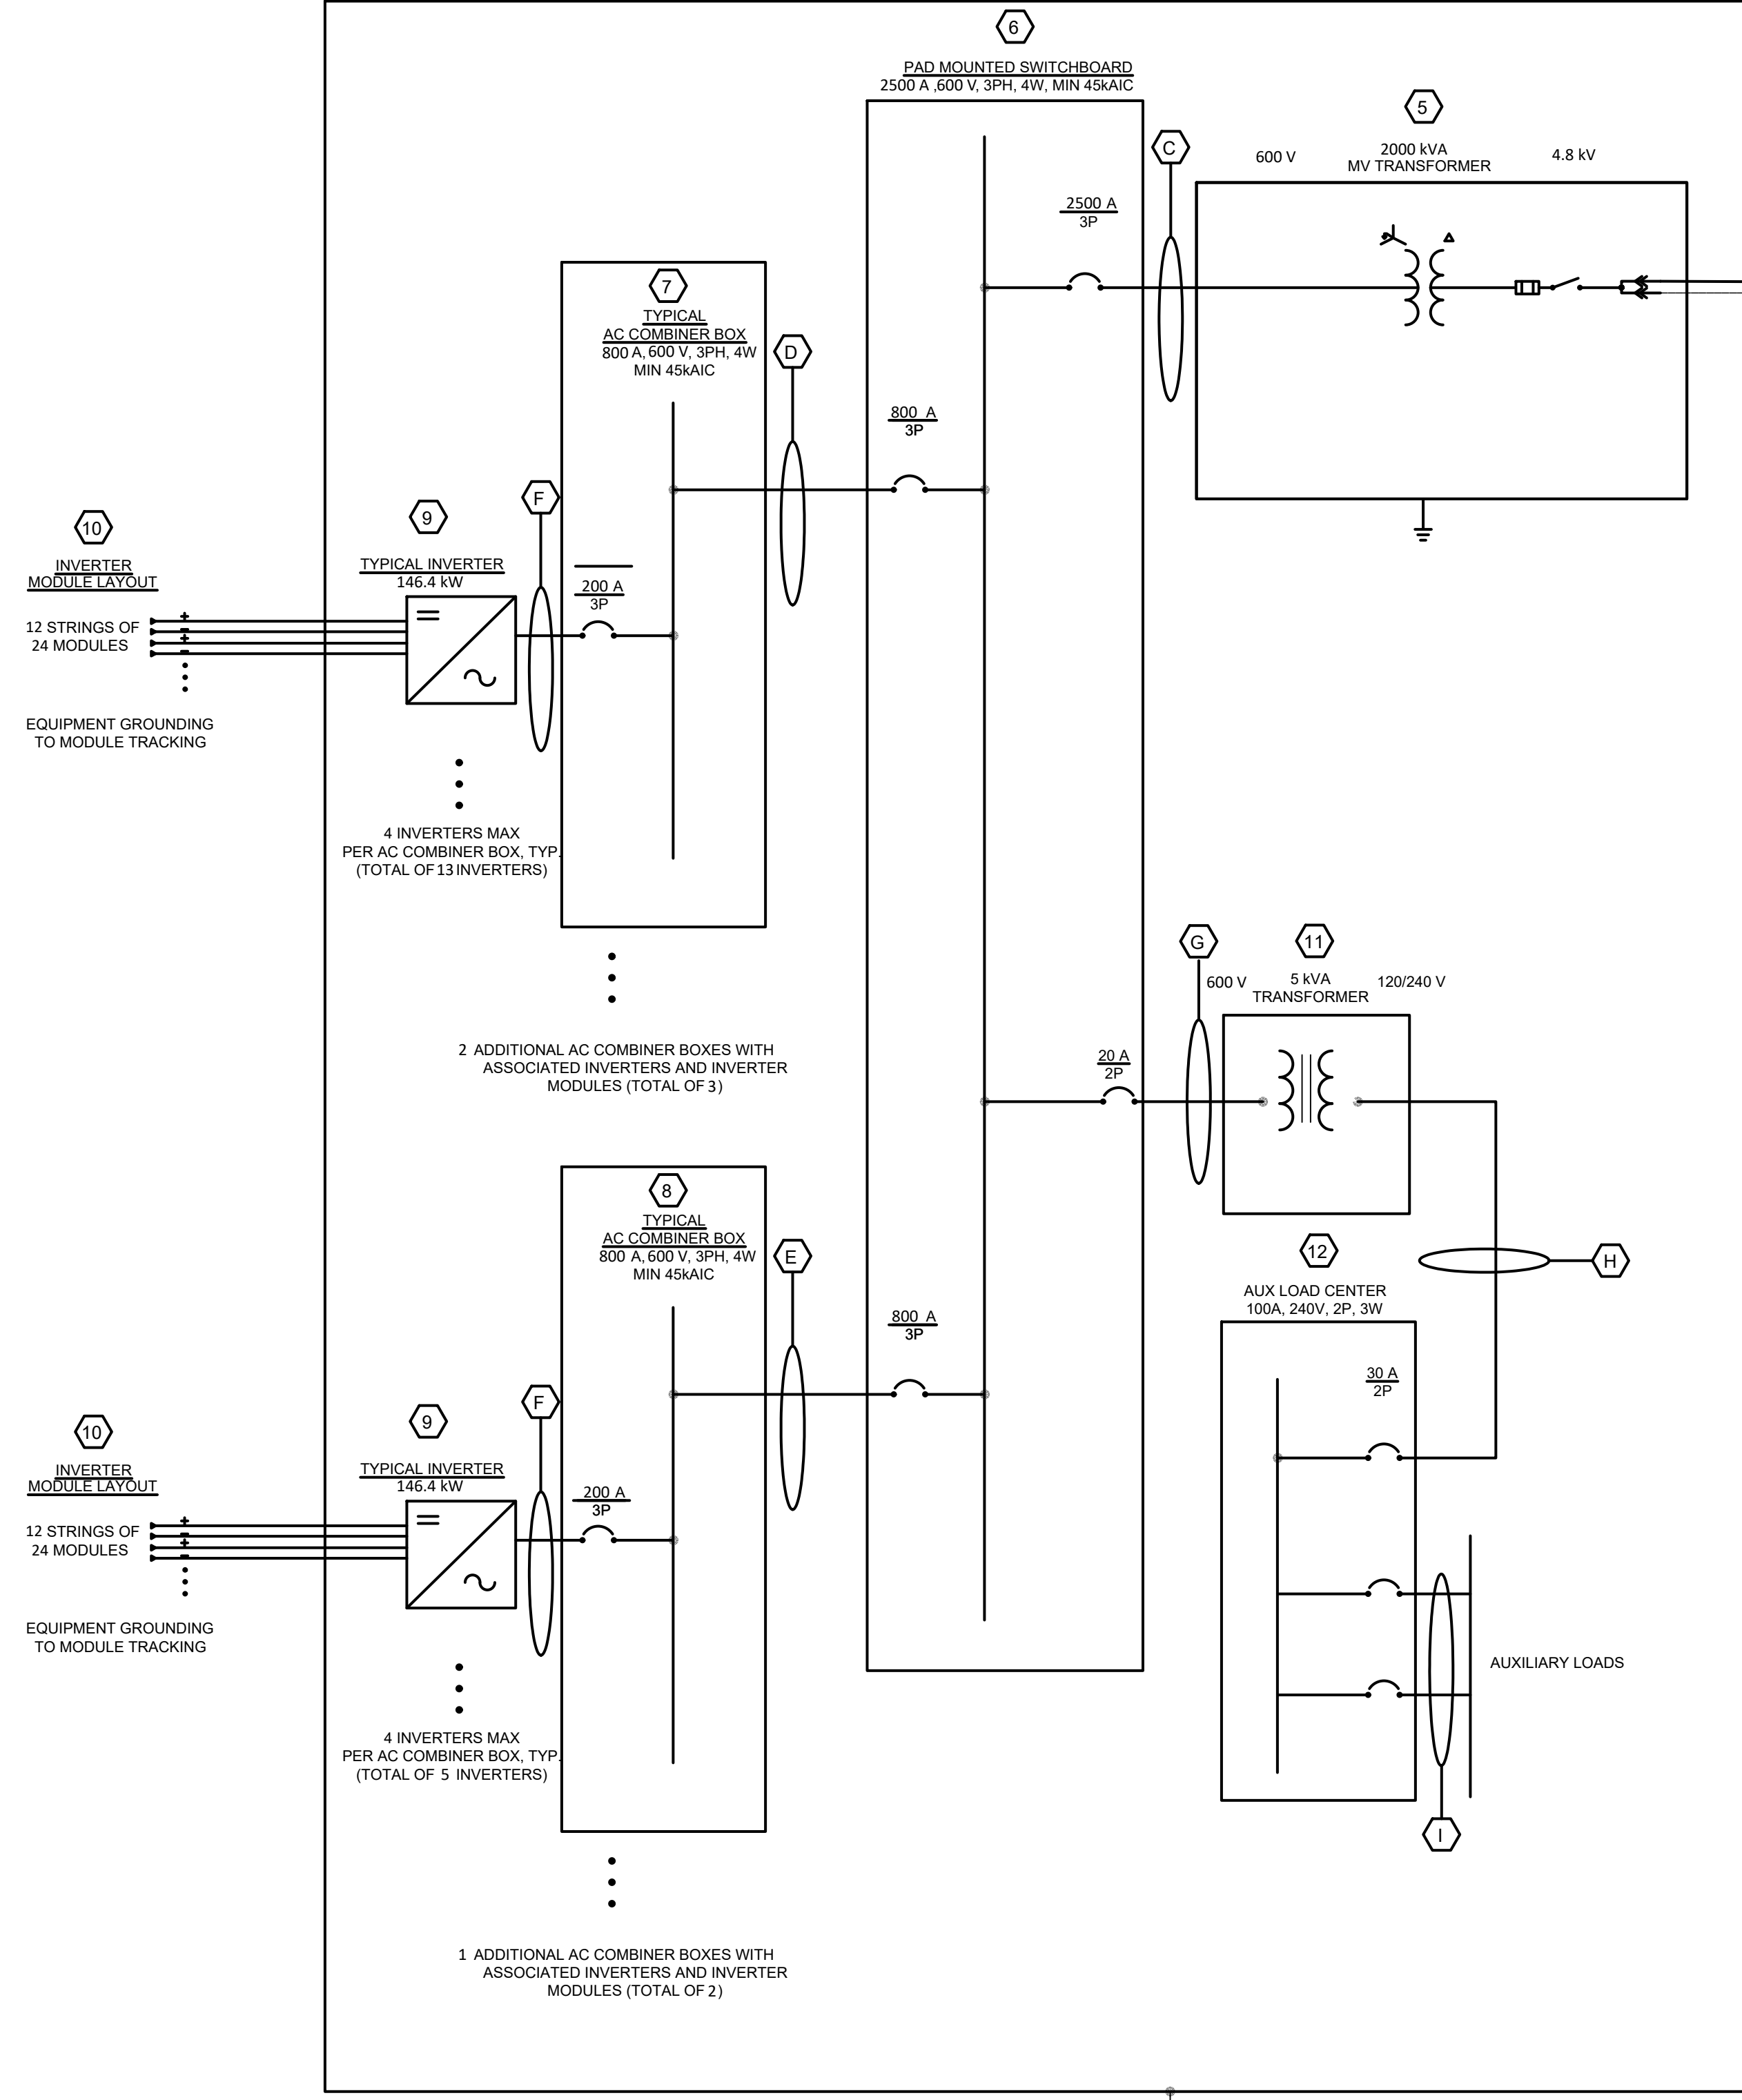 6
PAD MOUNTED SWITCHBOARD
2500 A ,600 V, 3PH, 4W, MIN 45kAIC
5
2000 kVA
MV TRANSFORMER
600 V
4.8 kV
C
2500 A
3P
7
TYPICAL
AC COMBINER BOX
800 A, 600 V, 3PH, 4W
MIN 45kAIC
D
800 A
3P
F
200 A
3P
9
TYPICAL INVERTER
146.4 kW
10
INVERTER
MODULE LAYOUT
12 STRINGS OF
24 MODULES
+
-
+
-
EQUIPMENT GROUNDING
TO MODULE TRACKING
4 INVERTERS MAX
PER AC COMBINER BOX, TYP.
(TOTAL OF 13 INVERTERS)
2 ADDITIONAL AC COMBINER BOXES WITH
ASSOCIATED INVERTERS AND INVERTER
MODULES (TOTAL OF 3)
G
11
600 V
5 kVA
TRANSFORMER
120/240 V
20 A
2P
8
TYPICAL
AC COMBINER BOX
800 A, 600 V, 3PH, 4W
MIN 45kAIC
E
800 A
3P
12
AUX LOAD CENTER
100A, 240V, 2P, 3W
H
30 A
2P
F
200 A
3P
9
TYPICAL INVERTER
146.4 kW
10
INVERTER
MODULE LAYOUT
12 STRINGS OF
24 MODULES
+
-
+
-
EQUIPMENT GROUNDING
TO MODULE TRACKING
AUXILIARY LOADS
I
4 INVERTERS MAX
PER AC COMBINER BOX, TYP.
(TOTAL OF 5 INVERTERS)
1 ADDITIONAL AC COMBINER BOXES WITH
ASSOCIATED INVERTERS AND INVERTER
MODULES (TOTAL OF 2)